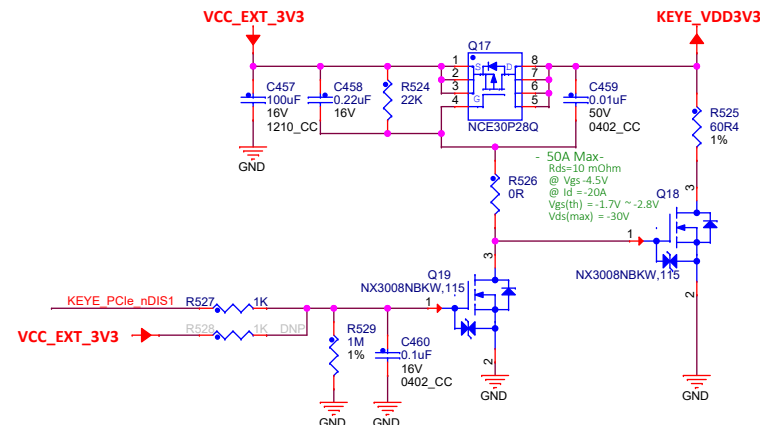 VCC_EXT_3V3
KEYE_VDD3V3
Q17
1
2
3
4
S
D
G
8
7
6
5
NCE30P28Q
C457
100uF
16V
1210_CC
C458
0.22uF
16V
R524
22K
C459
0.01uF
50V
0402_CC
R525
60R4
1%
GND
R526
0R
- 50A Max-
Rds=10 mOhm
@ Vgs -4.5V
@ Id = -20A
Vgs(th) = -1.7V ~ -2.8V
Vds(max) = -30V
Q18
3
1
2
NX3008NBKW,115
Q19
NX3008NBKW,115
3
1
2
KEYE_PCIe_nDIS1
R527
1K
VCC_EXT_3V3
R528
1K
DNP
R529
1M
1%
C460
0.1uF
16V
0402_CC
GND
GND
GND
GND